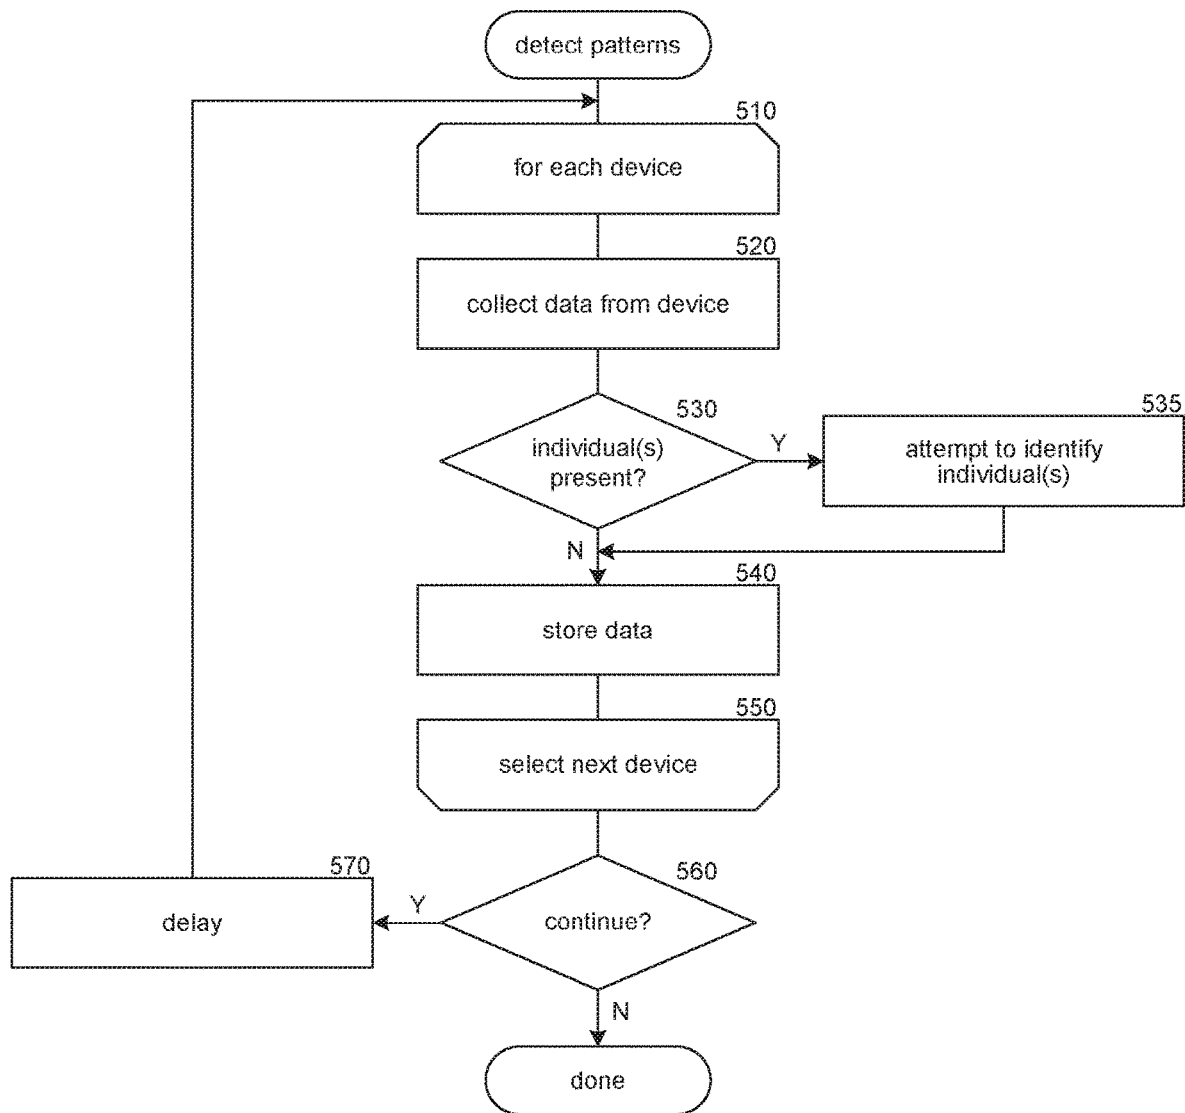 detect patterns
510
for each device
520
collect data from device
530
individual(s)
present?
Y
535
attempt to identify
individual(s)
N
540
store data
550
select next device
560
continue?
Y
570
delay
N
done